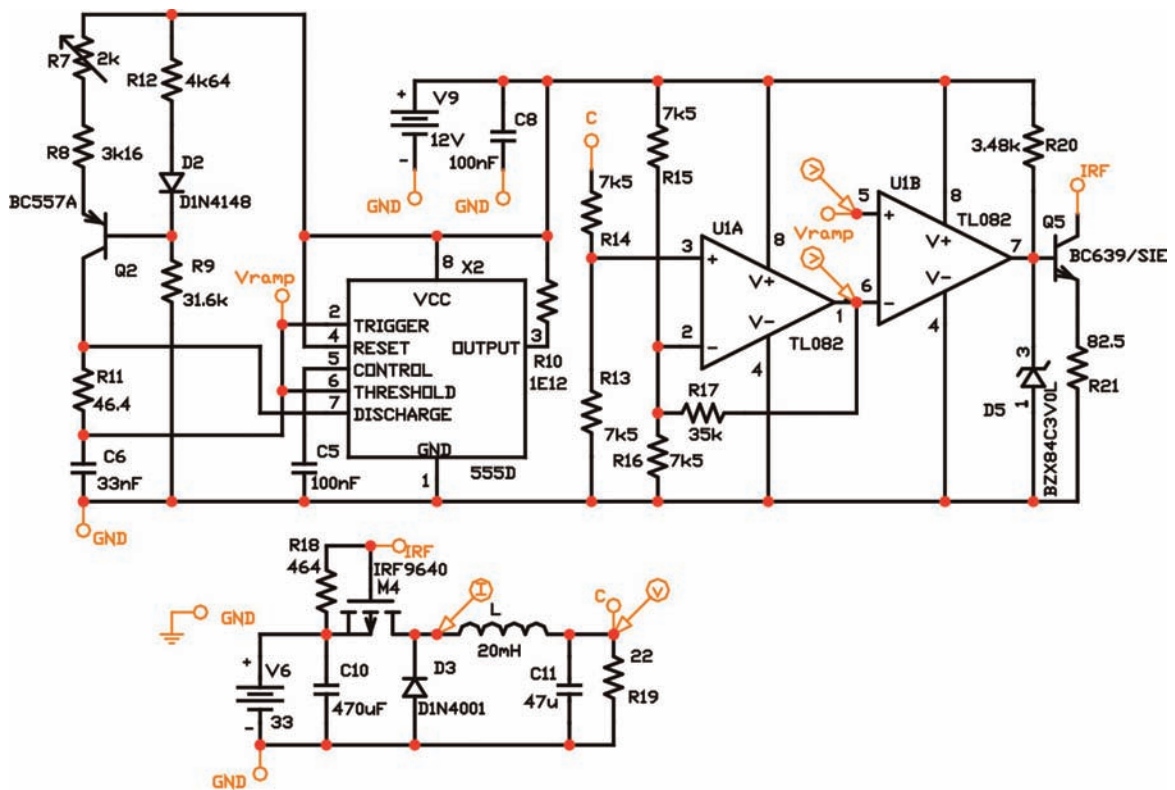 R7
2k
R12
4k64
R8
3k16
D2
D1N4148
BC557A
Q2
R9
31.6k
R11
46.4
C6
33nF
GND
+
V9
12V
-
GND
C8
100nF
GND
Vramp
8
X2
VCC
2
TRIGGER
4
RESET
5
CONTROL
6
THRESHOLD
7
DISCHARGE
OUTPUT
3
R10
1E12
GND
1
555D
C5
100nF
C
7k5
R14
7k5
R15
R13
7k5
R16
7k5
R17
35k
U1A
3
+
2
-
8
V+
V-
4
1
TL082
V
Vramp
V
U1B
5
+
6
-
8
V+
V-
4
7
TL082
3.48k
R20
IRF
Q5
BC639/SIE
82.5
R21
3
D5
1
BZX84C3V0L
R18
464
IRF
IRF9640
M4
I
L
20mH
C
V
GND
+
V6
33
-
C10
470uF
D3
D1N4001
C11
47u
22
R19
GND